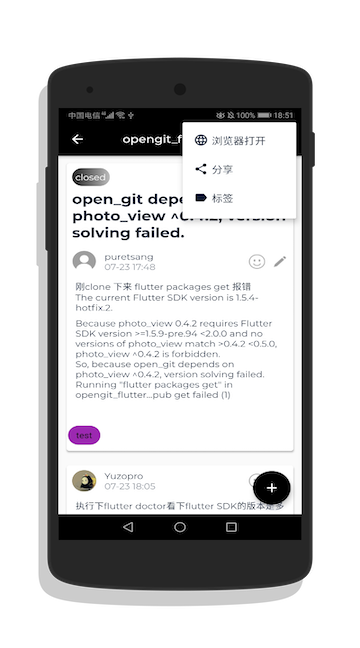 中国电信 100% 18:51
opengit_f
浏览器打开
分享
标签
closed
open_git depe
photo_view ^0.4.2, version
solving failed.
puretsang
07-23 17:48
刚clone 下来 flutter packages get 报错
The current Flutter SDK version is 1.5.4-
hotfix.2.
Because photo_view 0.4.2 requires Flutter
SDK version >=1.5.9-pre.94 <2.0.0 and no
versions of photo_view match >0.4.2 <0.5.0,
photo_view ^0.4.2 is forbidden.
So, because open_git depends on
photo_view ^0.4.2, version solving failed.
Running "flutter packages get" in
opengit_flutter...pub get failed (1)
test
Yuzopro
07-23 18:05
执行下flutter doctor看下flutter SDK的版本是多